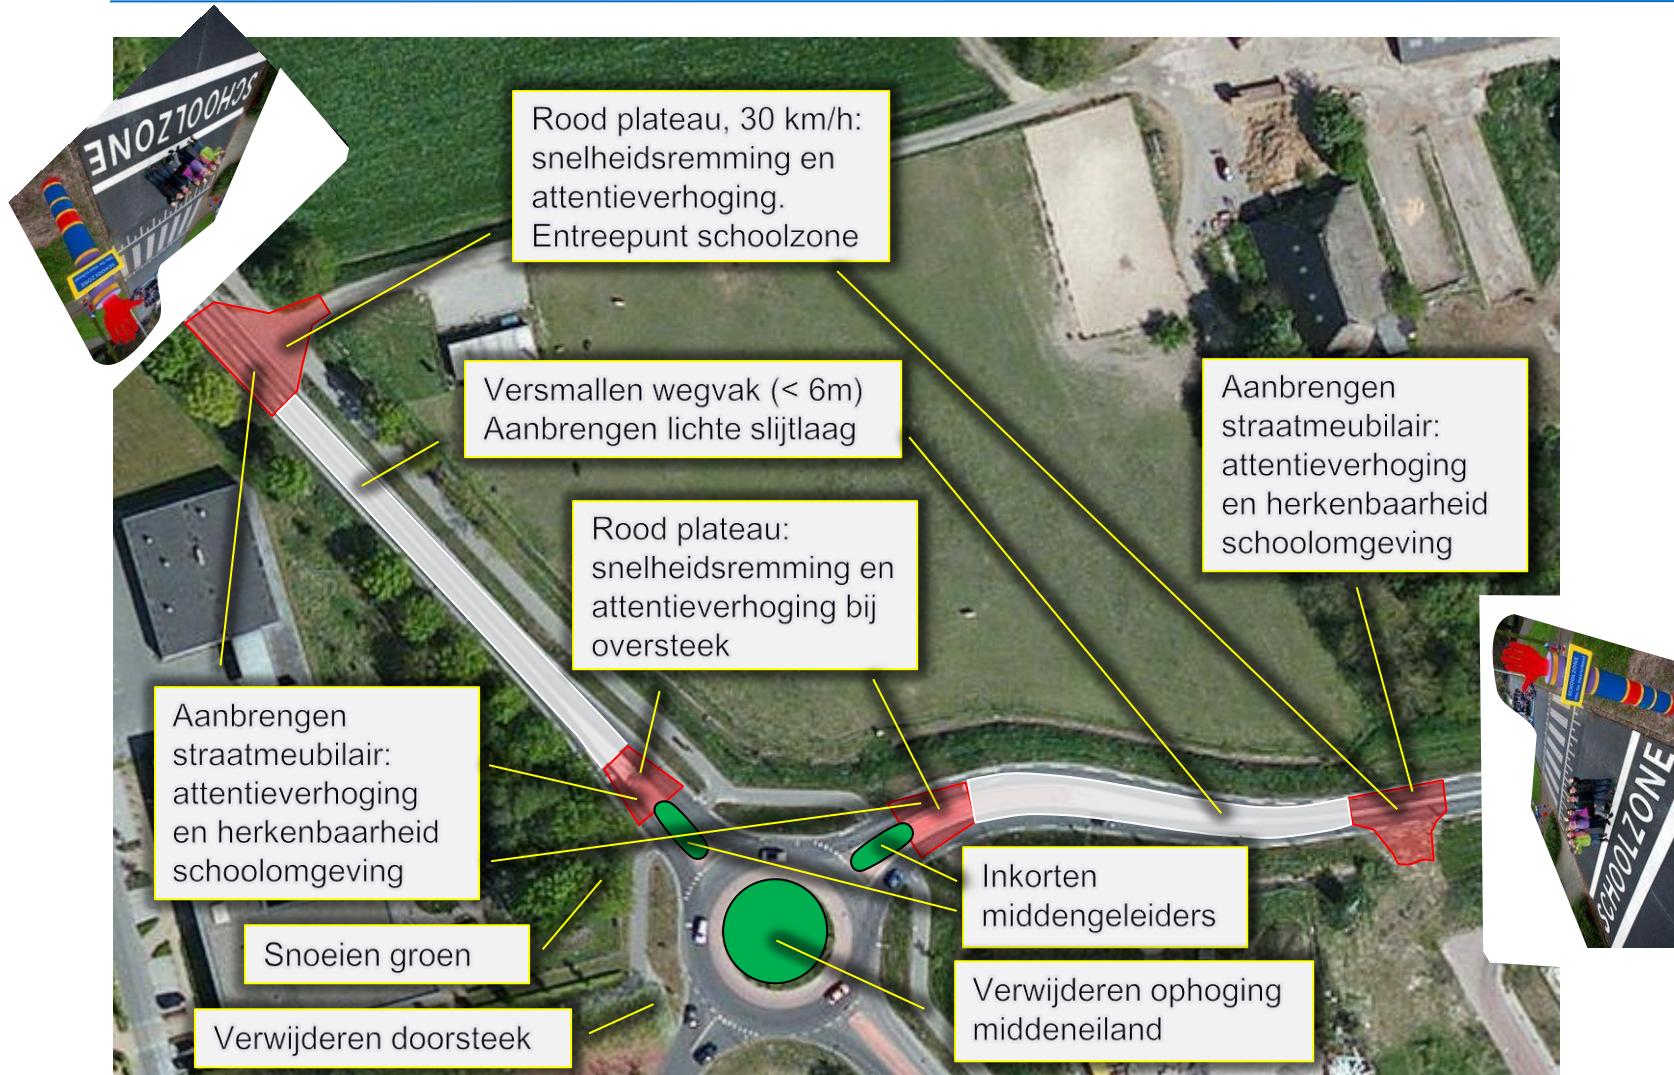 SCHOOLZONE
SCHOOLZONE
Rood plateau, 30 km/h:
snelheidsremming en
attentieverhoging.
Entreepunt schoolzone
Versmallen wegvak (< 6m)
Aanbrengen lichte slijtlaag
Aanbrengen
straatmeubilair:
attentieverhoging
en herkenbaarheid
schoolomgeving
Rood plateau:
snelheidsremming en
attentieverhoging bij
oversteek
Aanbrengen
straatmeubilair:
attentieverhoging
en herkenbaarheid
schoolomgeving
SCHOOLZONE
SCHOOLZONE
Inkorten
middengeleiders
Snoeien groen
Verwijderen ophoging
middeneiland
Verwijderen doorsteek